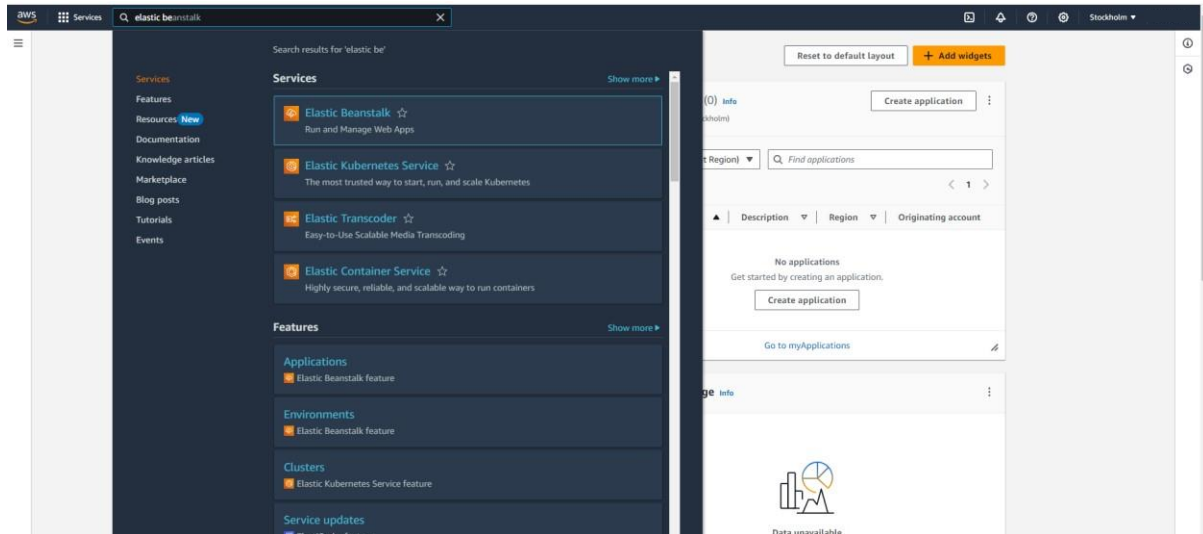 aws
Services
elastic beanstalk
Stockholm
Search results for 'elastic be'
Services
Features
Resources New
Documentation
Knowledge articles
Marketplace
Blog posts
Tutorials
Events
Services
Show more
Elastic Beanstalk
Run and Manage Web Apps
Elastic Kubernetes Service
The most trusted way to start, run, and scale Kubernetes
Elastic Transcoder
Easy-to-Use Scalable Media Transcoding
Elastic Container Service
Highly secure, reliable, and scalable way to run containers
Features
Show more
Applications
Elastic Beanstalk feature
Environments
Elastic Beanstalk feature
Clusters
Elastic Kubernetes Service feature
Service updates
Reset to default layout
+ Add widgets
(0) Info
Create application
ckholm)
t Region)
Find applications
1
Description
Region
Originating account
No applications
Get started by creating an application.
Create application
Go to myApplications
ge Info
Data unavailable